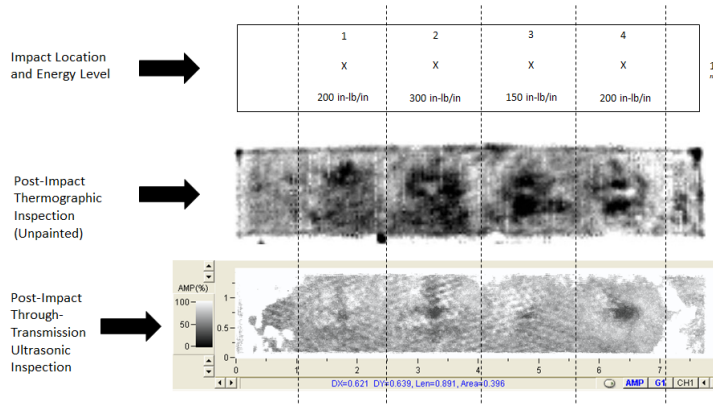 1 2 3 4
Impact Location
and Energy Level
X X X X
200 in-lb/in 300 in-lb/in 150 in-lb/in 200 in-lb/in
Post-Impact
Thermographic
Inspection
(Unpainted)
Post-Impact
Through-
Transmission
Ultrasonic
Inspection
AMP(%)
100
50
0
1
0.5
0
0 1 2 3 4 5 6 7
DX=0.621 DY=0.639, Len=0.891, Area=0.396
AMP G1 CH1